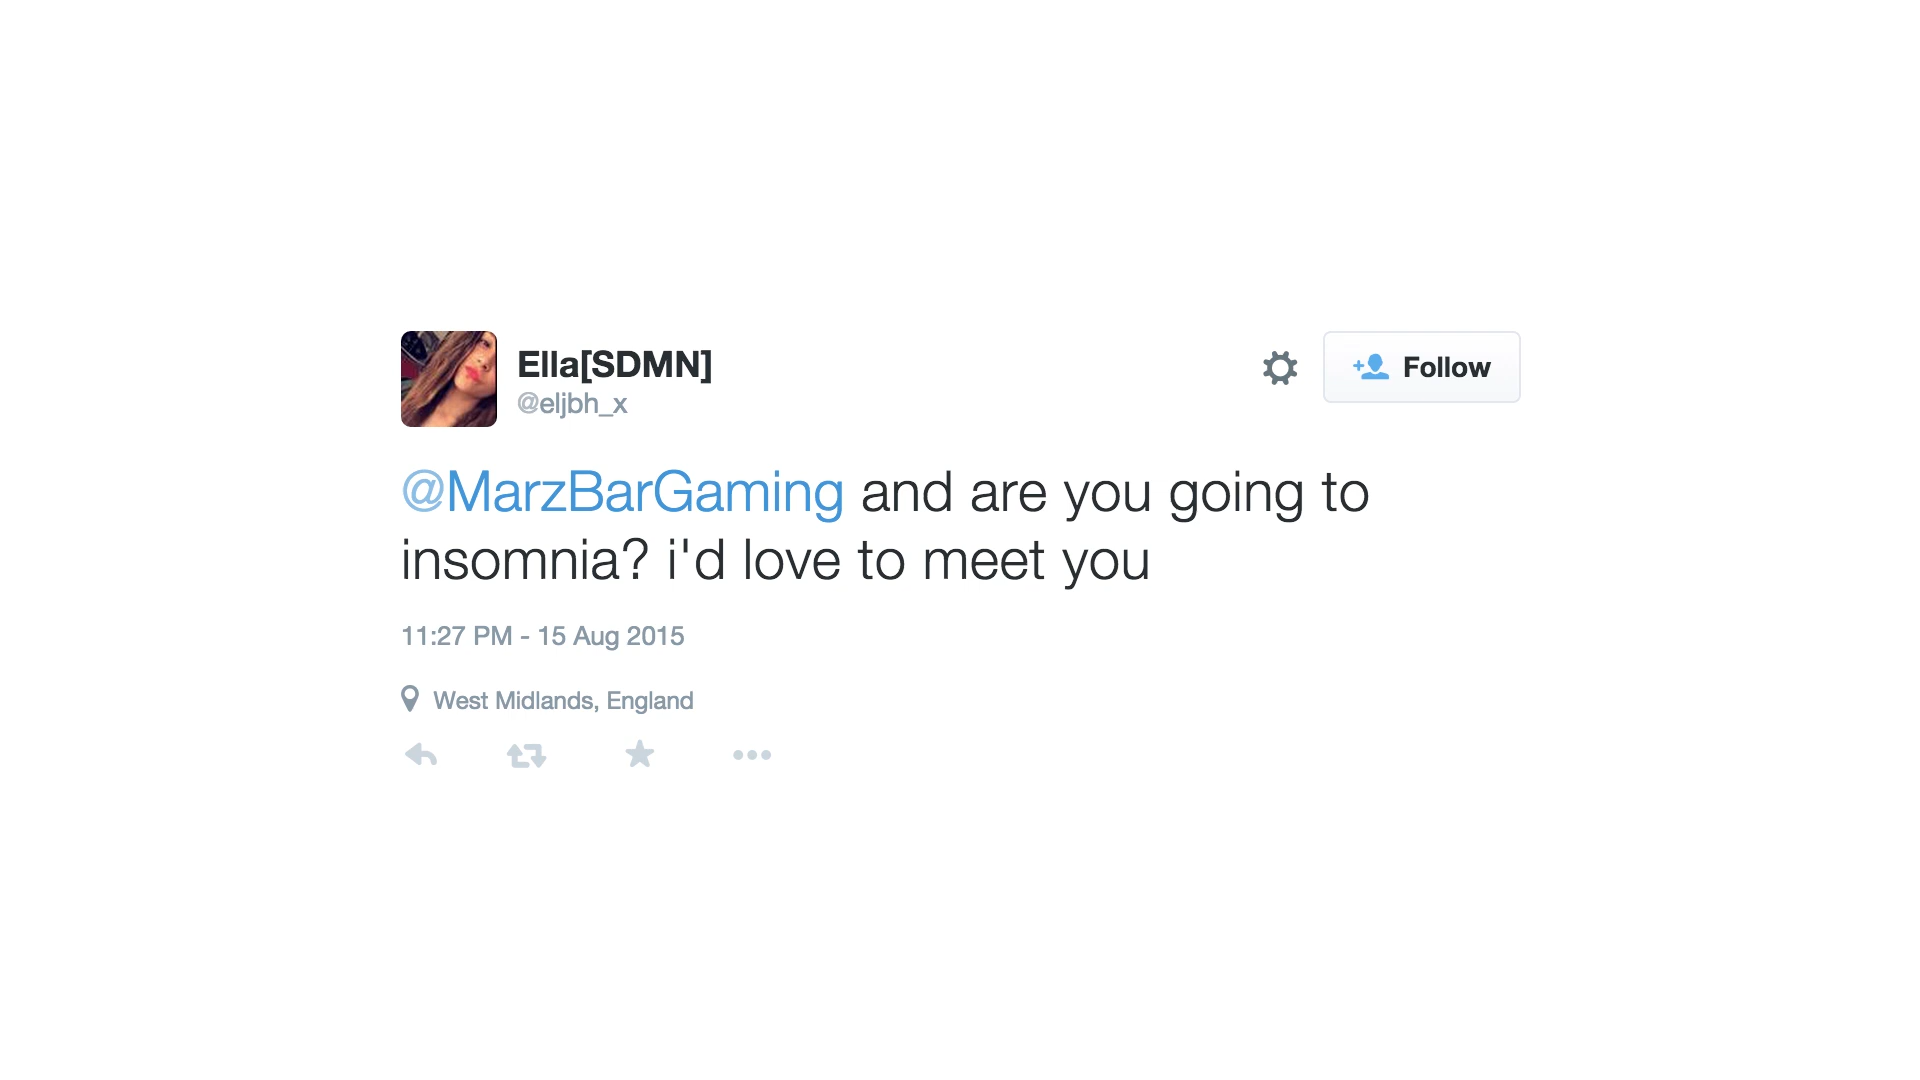 Ella[SDMN]
@eljbh_x
Follow
@MarzBarGaming and are you going to
insomnia? i'd love to meet you
11:27 PM - 15 Aug 2015
West Midlands, England